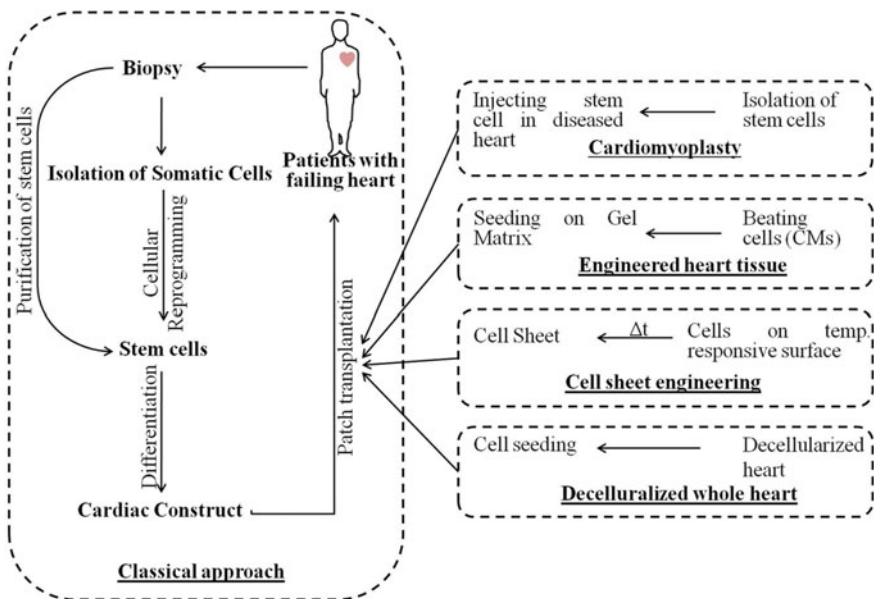 Biopsy
Patients with
failing heart
Isolation of Somatic Cells
Purification of stem cells
Cellular
Reprogramming
Stem cells
Differentiation
Patch transplantation
Cardiac Construct
Classical approach
Injecting stem
cell in diseased
heart
Isolation of
stem cells
Cardiomyoplasty
Seeding on Gel
Matrix
Beating
cells (CMs)
Engineered heart tissue
Cell Sheet
Δt
Cells on temp.
responsive surface
Cell sheet engineering
Cell seeding
Decellularized
heart
Decelluralized whole heart